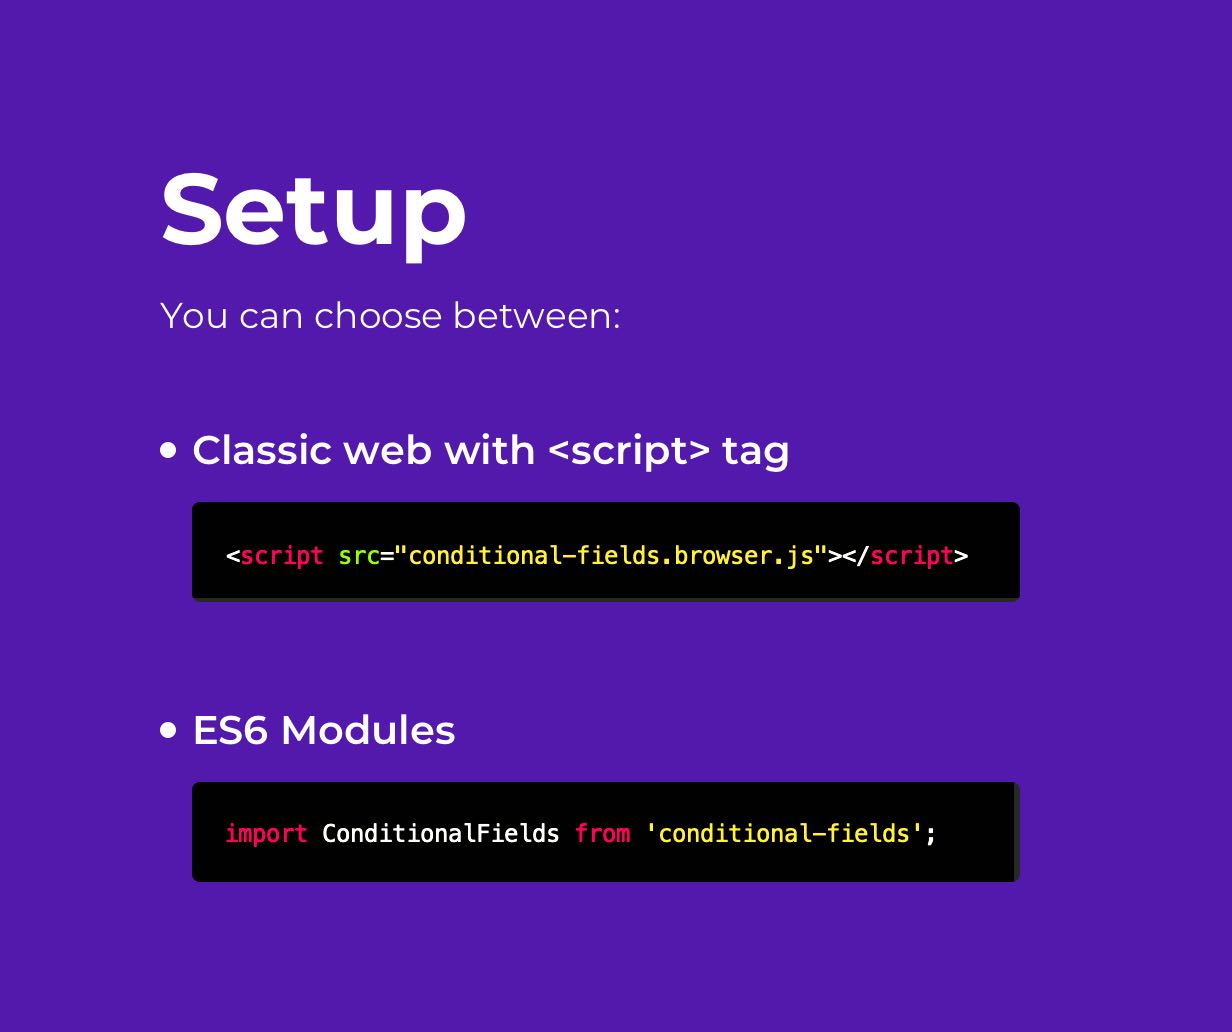 Setup
You can choose between:
• Classic web with <script> tag
<script src="conditional-fields.browser.js"></script>
• ES6 Modules
import ConditionalFields from 'conditional-fields';